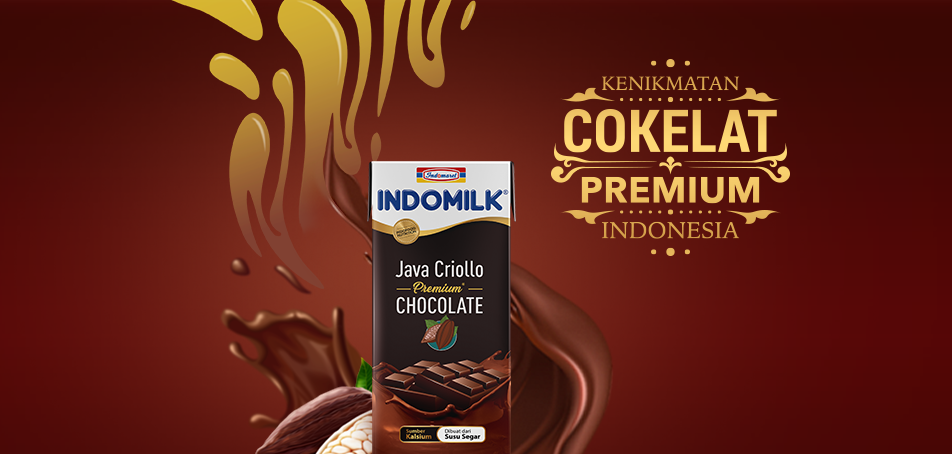 KENIKMATAN
COKELAT
PREMIUM
INDONESIA
Indomaret
INDOMILK®
Java Criollo
Premium
CHOCOLATE
Sumber
Kalsium
Dibuat dari
Susu Segar